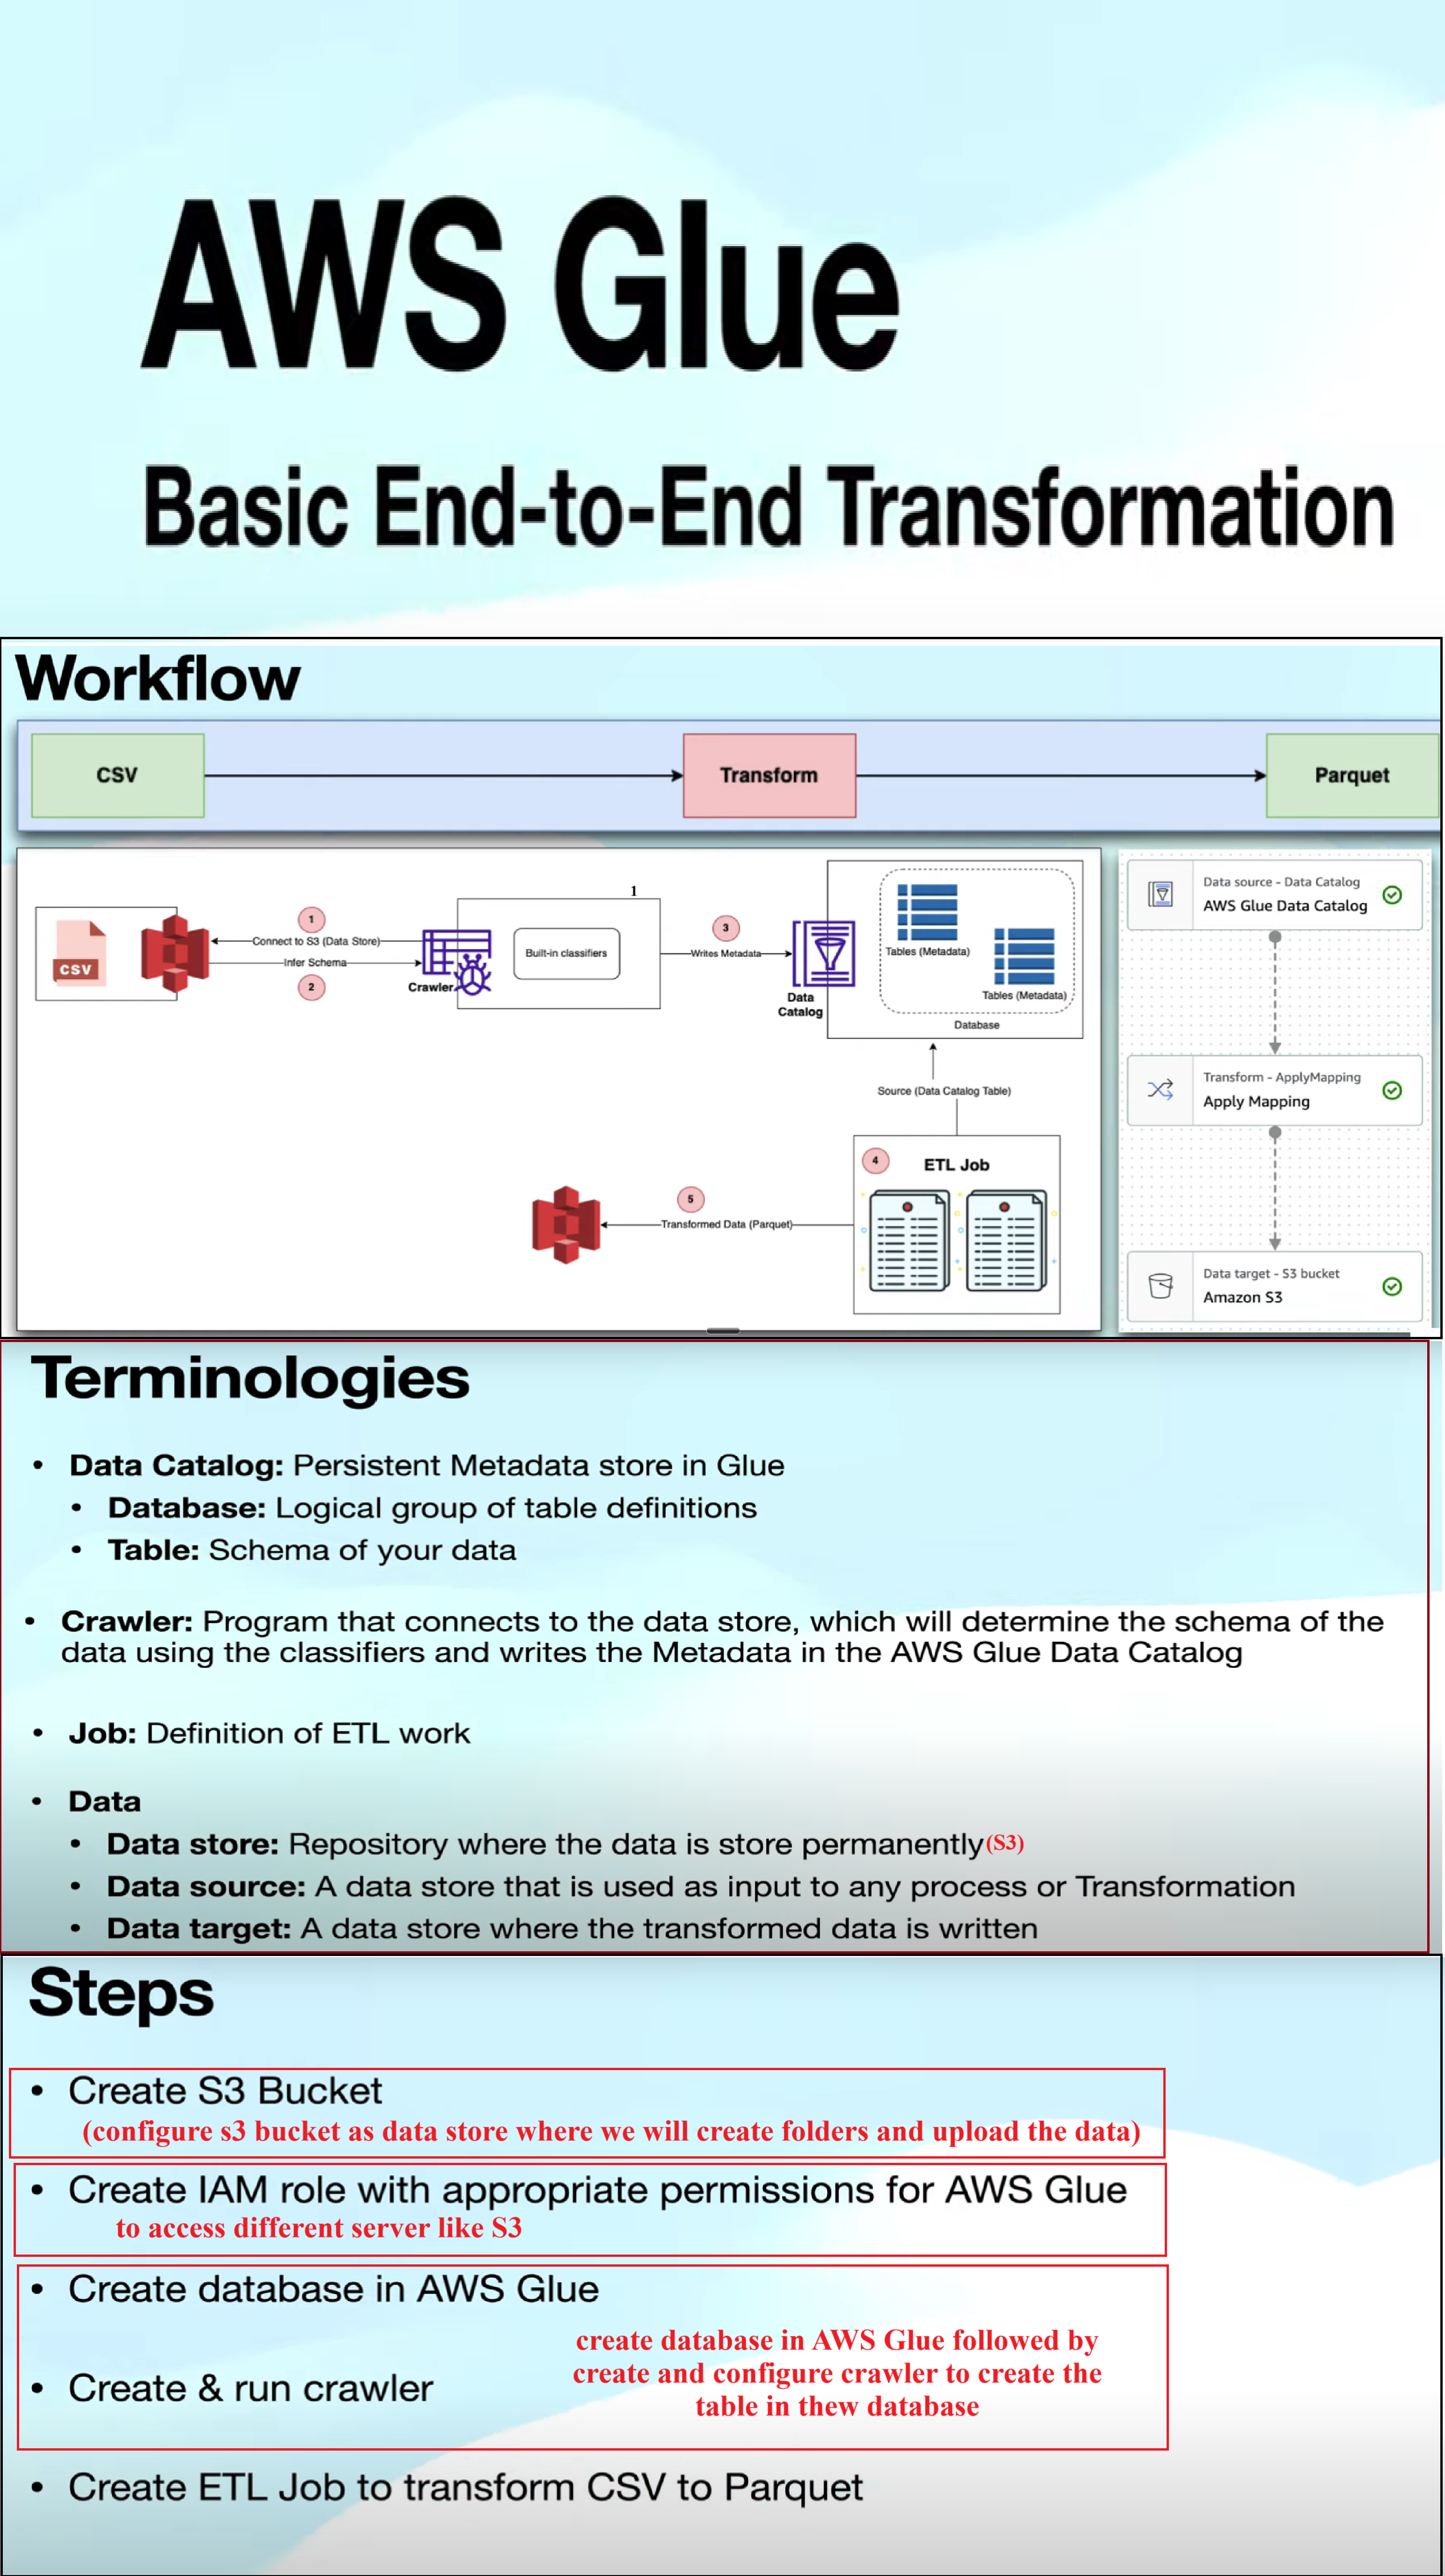 AWS Glue
Basic End-to-End Transformation
Workflow
CSV
Transform
Parquet
1
1
Connect to S3 (Data Store)
Infer Schema
2
CSV
Crawler
Built-in classifiers
3
Writes Metadata
Data
Catalog
Tables (Metadata)
Tables (Metadata)
Database
Source (Data Catalog Table)
4
ETL Job
5
Transformed Data (Parquet)
Data source - Data Catalog
AWS Glue Data Catalog
Transform - ApplyMapping
Apply Mapping
Data target - S3 bucket
Amazon S3
Terminologies
• Data Catalog: Persistent Metadata store in Glue
• Database: Logical group of table definitions
• Table: Schema of your data
• Crawler: Program that connects to the data store, which will determine the schema of the
data using the classifiers and writes the Metadata in the AWS Glue Data Catalog
• Job: Definition of ETL work
• Data
• Data store: Repository where the data is store permanently(S3)
• Data source: A data store that is used as input to any process or Transformation
• Data target: A data store where the transformed data is written
Steps
• Create S3 Bucket
(configure s3 bucket as data store where we will create folders and upload the data)
• Create IAM role with appropriate permissions for AWS Glue
to access different server like S3
• Create database in AWS Glue
create database in AWS Glue followed by
create and configure crawler to create the
table in thew database
• Create & run crawler
• Create ETL Job to transform CSV to Parquet